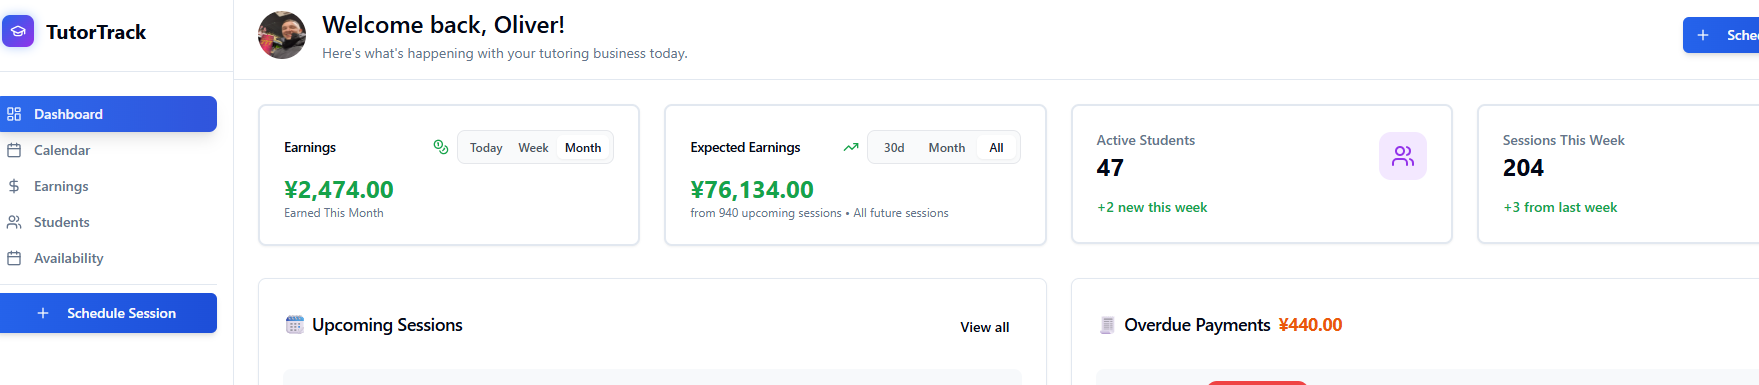 TutorTrack
Dashboard
Calendar
Earnings
Students
Availability
Schedule Session
Welcome back, Oliver!
Here's what's happening with your tutoring business today.
Earnings
Today Week Month
¥2,474.00
Earned This Month
Expected Earnings
30d Month All
¥76,134.00
from 940 upcoming sessions • All future sessions
Active Students
47
+2 new this week
Sessions This Week
204
+3 from last week
Upcoming Sessions
View all
Overdue Payments ¥440.00